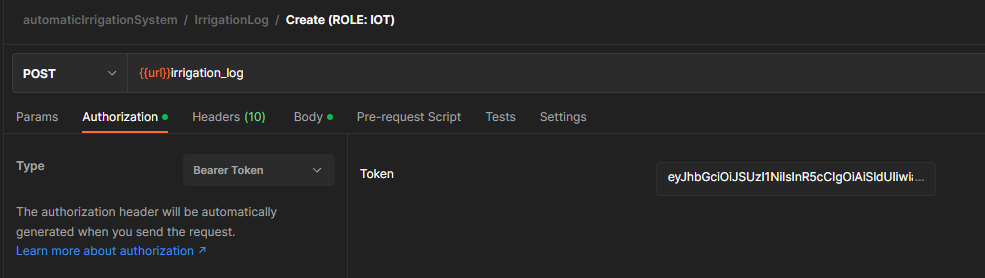 automaticIrrigationSystem / IrrigationLog / Create (ROLE: IOT)
POST {{url}}irrigation_log
Params Authorization Headers (10) Body Pre-request Script Tests Settings
Type Bearer Token Token eyJhbGciOiJSUzI1NiIsInR5cCIgOiAiSldUIiwia...
The authorization header will be automatically
generated when you send the request.
Learn more about authorization ↗